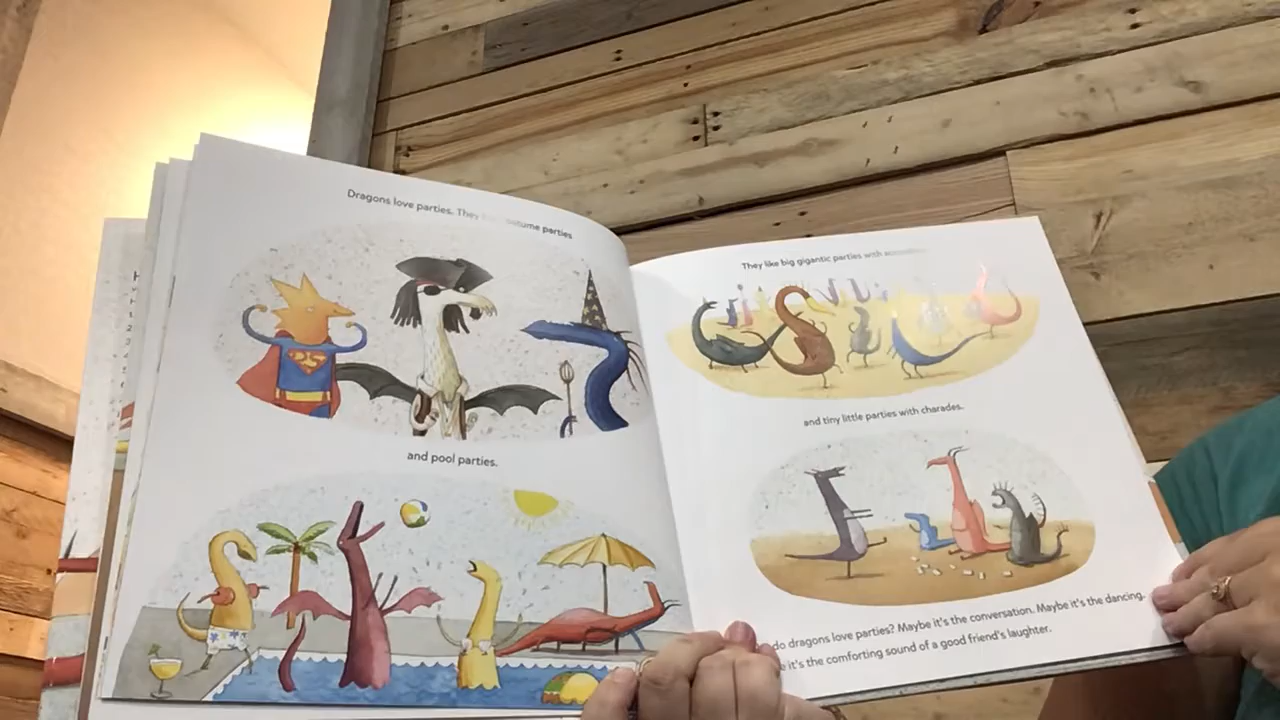 Dragons love parties. They costume parties
and pool parties.
They like big gigantic parties with
and tiny little parties with charades.
do dragons love parties? Maybe it's the conversation. Maybe it's the dancing.
it's the comforting sound of a good friend's laughter.